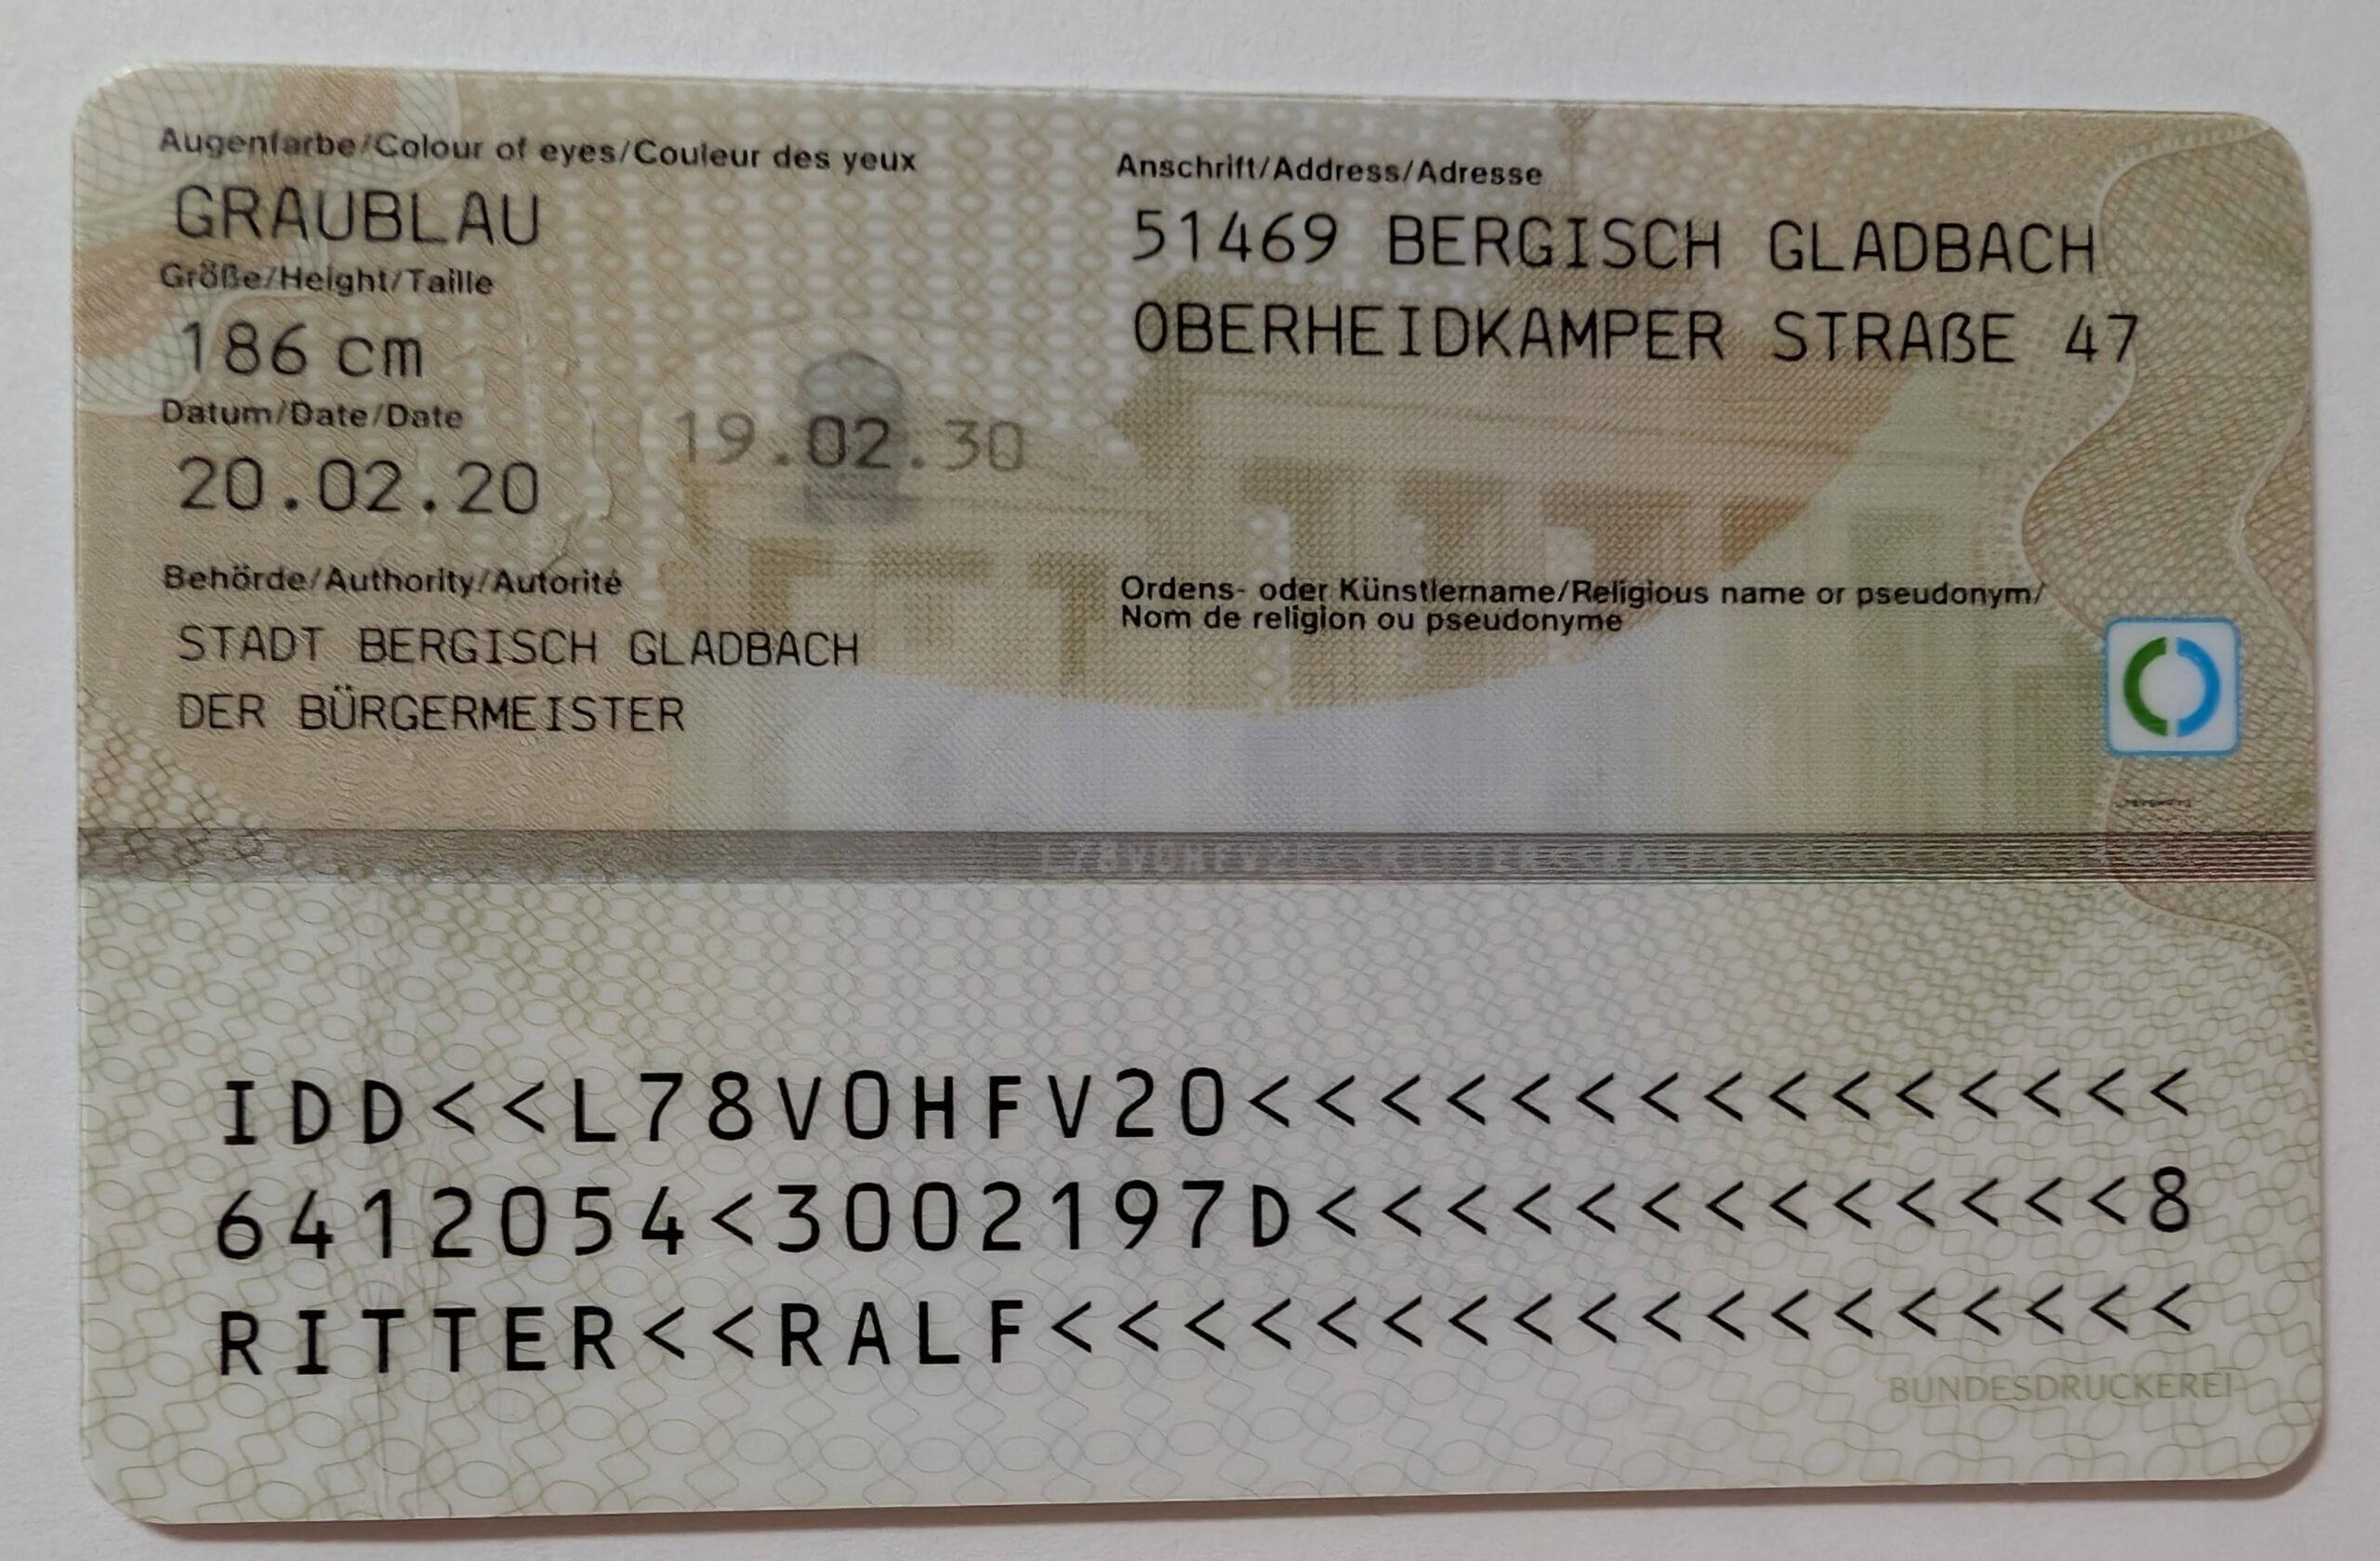 Augenfarbe/Colour of eyes/Couleur des yeux
GRAUBLAU
Größe/Height/Taille
186 cm
Datum/Date/Date
20.02.20
19.02.30
Behörde/Authority/Autorité
STADT BERGISCH GLADBACH
DER BÜRGERMEISTER
Anschrift/Address/Adresse
51469 BERGISCH GLADBACH
OBERHEIDKAMPER STRAßE 47
Ordens- oder Künstlername/Religious name or pseudonym/
Nom de religion ou pseudonyme
L78V0HFV20<<RITTER<<RALF<<<<<
IDD<<L78V0HFV20<<<<<<<<<<<<<<<
6412054<3002197D<<<<<<<<<<<<<8
RITTER<<RALF<<<<<<<<<<<<<<<<<<
BUNDESDRUCKEREI